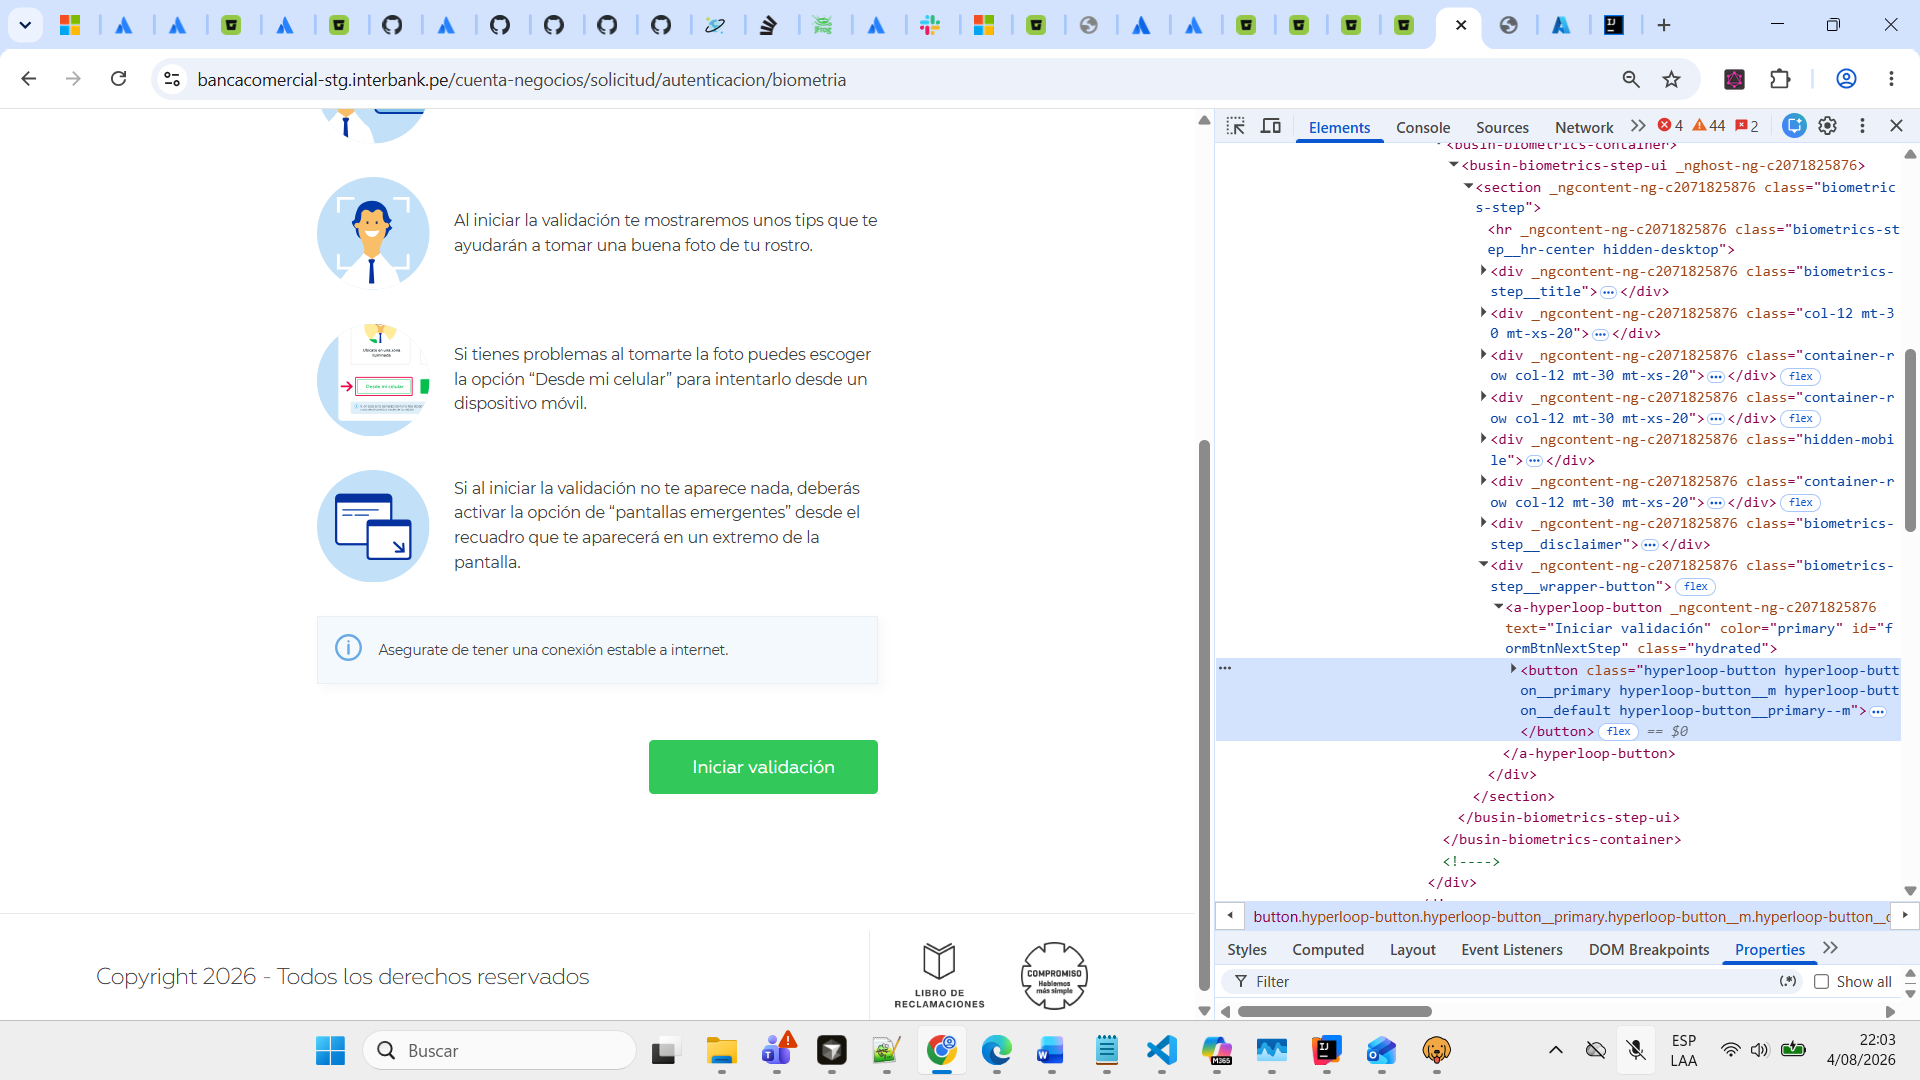 bancacomercial-stg.interbank.pe/cuenta-negocios/solicitud/autenticacion/biometria
Al iniciar la validación te mostraremos unos tips que te
ayudarán a tomar una buena foto de tu rostro.
Desde mi celular
Si tienes problemas al tomarte la foto puedes escoger
la opción “Desde mi celular” para intentarlo desde un
dispositivo móvil.
Si al iniciar la validación no te aparece nada, deberás
activar la opción de “pantallas emergentes” desde el
recuadro que te aparecerá en un extremo de la
pantalla.
Asegurate de tener una conexión estable a internet.
Iniciar validación
Copyright 2026 - Todos los derechos reservados
LIBRO DE
RECLAMACIONES
COMPROMISO
Hablemos
más simple
Elements Console Sources Network 4 44 2
<busin-biometrics-container>
<busin-biometrics-step-ui _nghost-ng-c2071825876>
<section _ngcontent-ng-c2071825876 class="biometric
s-step">
<hr _ngcontent-ng-c2071825876 class="biometrics-st
ep__hr-center hidden-desktop">
<div _ngcontent-ng-c2071825876 class="biometrics-
step__title">…</div>
<div _ngcontent-ng-c2071825876 class="col-12 mt-3
0 mt-xs-20">…</div>
<div _ngcontent-ng-c2071825876 class="container-r
ow col-12 mt-30 mt-xs-20">…</div> flex
<div _ngcontent-ng-c2071825876 class="container-r
ow col-12 mt-30 mt-xs-20">…</div> flex
<div _ngcontent-ng-c2071825876 class="hidden-mobi
le">…</div>
<div _ngcontent-ng-c2071825876 class="container-r
ow col-12 mt-30 mt-xs-20">…</div> flex
<div _ngcontent-ng-c2071825876 class="biometrics-
step__disclaimer">…</div>
<div _ngcontent-ng-c2071825876 class="biometrics-
step__wrapper-button"> flex
<a-hyperloop-button _ngcontent-ng-c2071825876
text="Iniciar validación" color="primary" id="f
ormBtnNextStep" class="hydrated">
<button class="hyperloop-button hyperloop-butt
on__primary hyperloop-button__m hyperloop-butt
on__default hyperloop-button__primary--m">…
</button> flex == $0
</a-hyperloop-button>
</div>
</section>
</busin-biometrics-step-ui>
</busin-biometrics-container>
<!---->
</div>
button.hyperloop-button.hyperloop-button__primary.hyperloop-button__m.hyperloop-button__
Styles Computed Layout Event Listeners DOM Breakpoints Properties
Filter (.*) Show all
Buscar
M365
ESP
LAA
22:03
4/08/2026